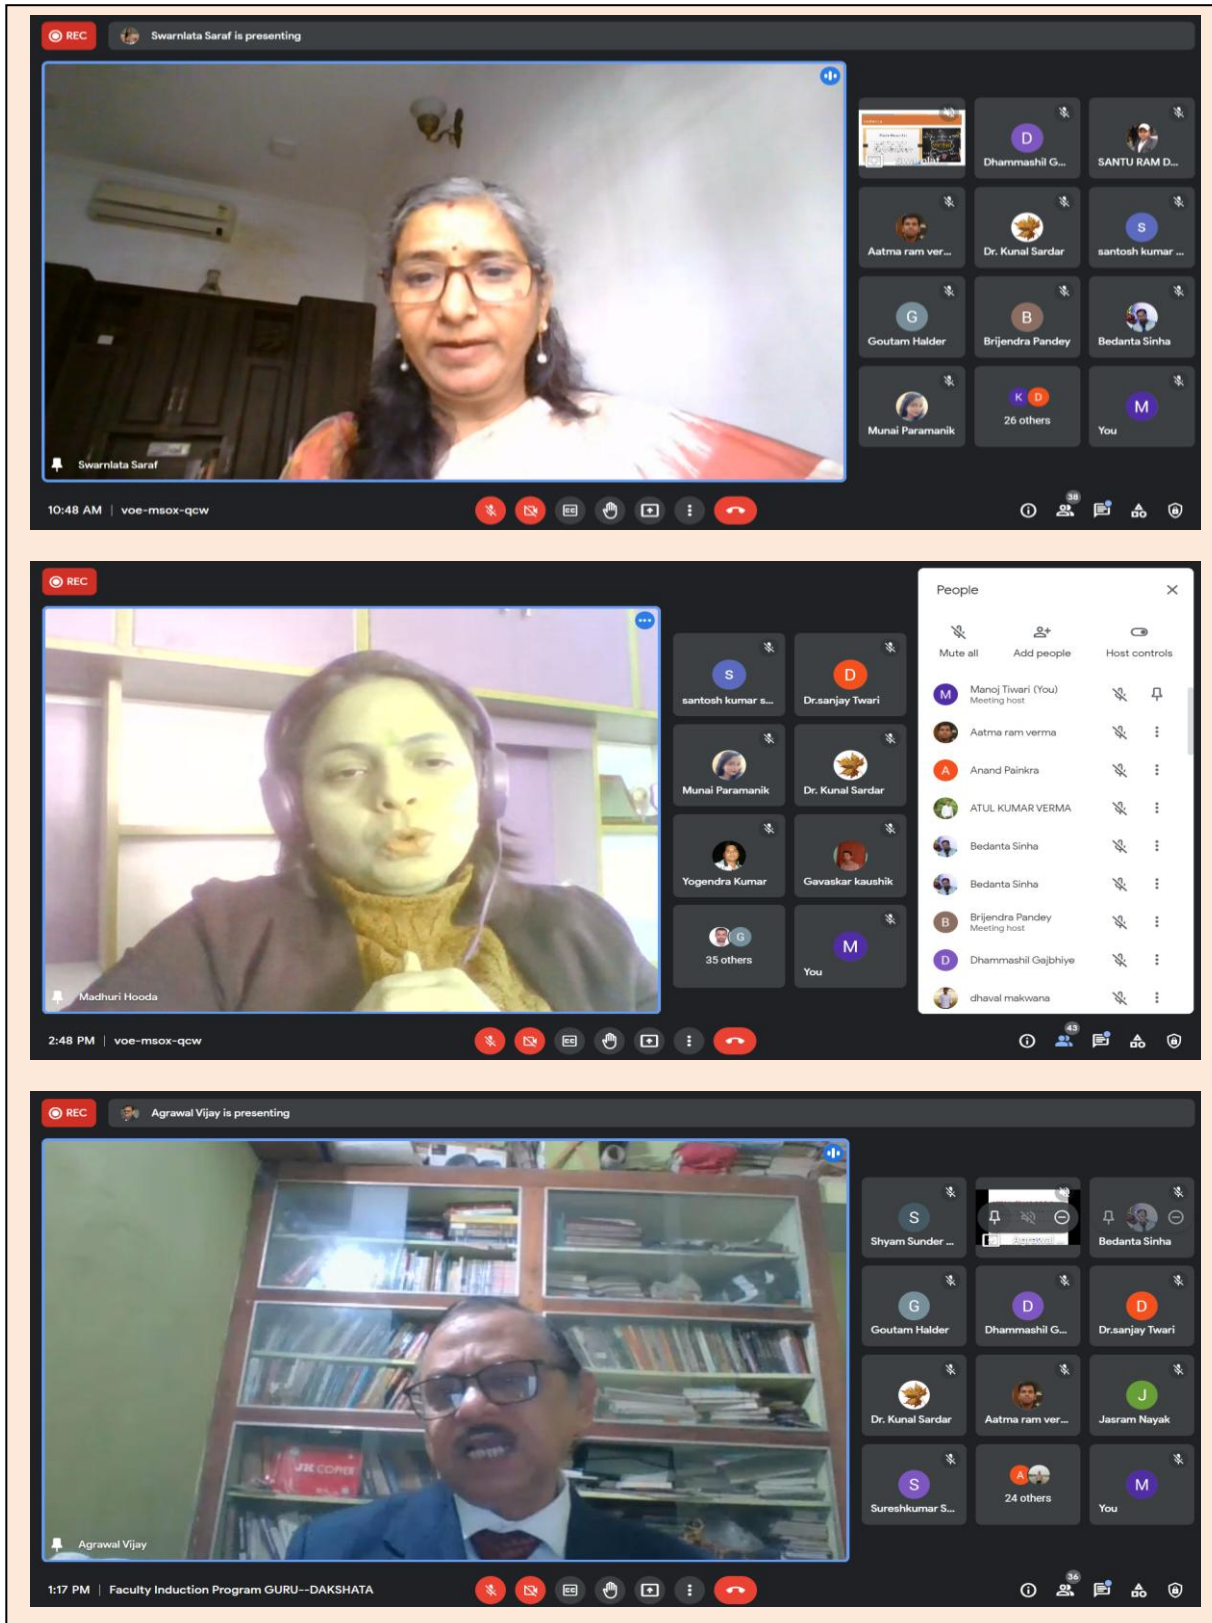 REC
Swarnlata Saraf is presenting
D
Dhammashil G...
SANTU RAM D...
Aatma ram ver...
Dr. Kunal Sardar
S
santosh kumar ...
G
Goutam Halder
B
Brijendra Pandey
Bedanta Sinha
Munai Paramanik
K D
26 others
M
You
Swarnlata Saraf
10:48 AM | voe-msox-qcw
CC
38
REC
People
Mute all
Add people
Host controls
S
santosh kumar s...
D
Dr.sanjay Twari
Munai Paramanik
Dr. Kunal Sardar
Yogendra Kumar
Gavaskar kaushik
G
35 others
M
You
M
Manoj Tiwari (You)
Meeting host
Aatma ram verma
A
Anand Painkra
ATUL KUMAR VERMA
Bedanta Sinha
Bedanta Sinha
B
Brijendra Pandey
Meeting host
D
Dhammashil Gajbhiye
dhaval makwana
Madhuri Hooda
2:48 PM | voe-msox-qcw
CC
43
REC
Agrawal Vijay is presenting
S
Shyam Sunder ...
Agrawal ...
Bedanta Sinha
G
Goutam Halder
D
Dhammashil G...
D
Dr.sanjay Twari
Dr. Kunal Sardar
Aatma ram ver...
J
Jasram Nayak
S
Sureshkumar S...
A
24 others
M
You
JK COPIER
Agrawal Vijay
1:17 PM | Faculty Induction Program GURU--DAKSHATA
CC
36